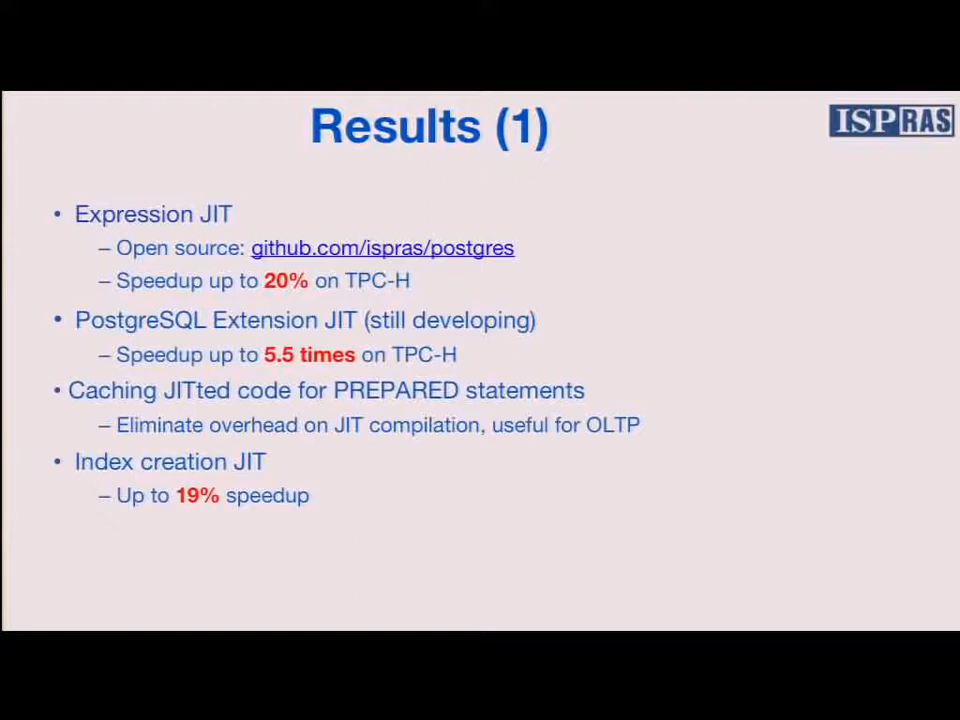 Results (1)
ISPRAS
• Expression JIT
– Open source: github.com/ispras/postgres
– Speedup up to 20% on TPC-H
• PostgreSQL Extension JIT (still developing)
– Speedup up to 5.5 times on TPC-H
• Caching JITted code for PREPARED statements
– Eliminate overhead on JIT compilation, useful for OLTP
• Index creation JIT
– Up to 19% speedup